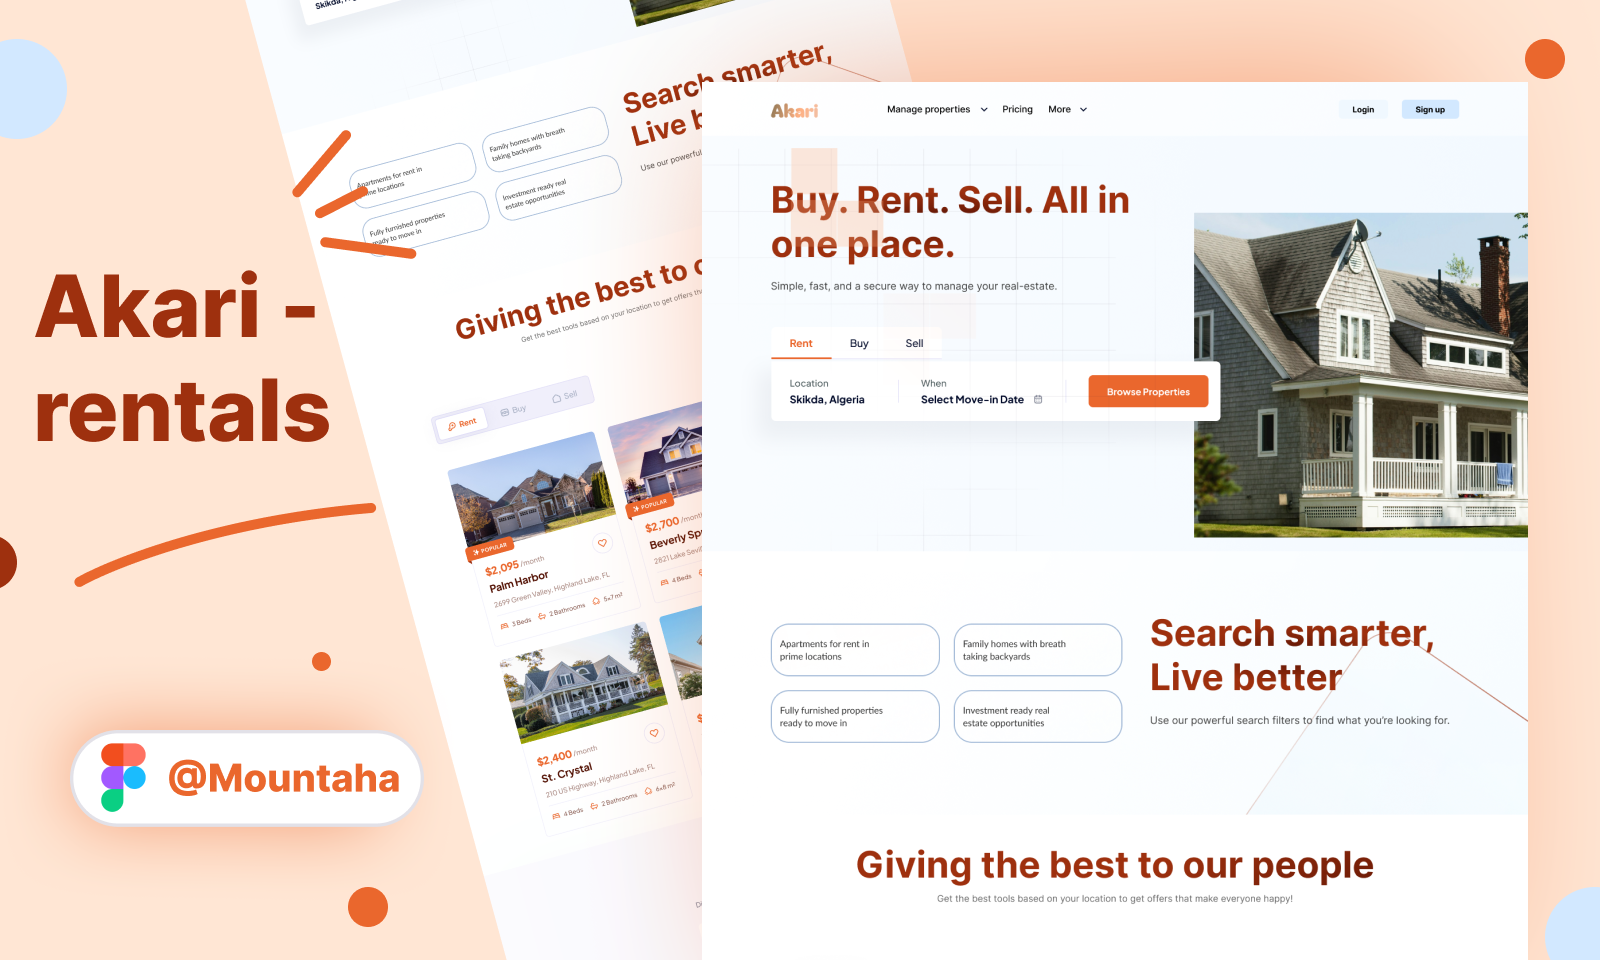 Akari -
rentals
@Mountaha
Skikda,
Search smarter,
Live
Use our powerful
Apartments for rent in
prime locations
Family homes with breath
taking backyards
Fully furnished properties
ready to move in
Investment ready real
estate opportunities
Giving the best to
Get the best tools based on your location to get offers
Rent
Buy
Sell
POPULAR
$2,095 /month
Palm Harbor
2699 Green Valley, Highland Lake, FL
3 Beds
2 Bathrooms
5x7 m²
POPULAR
$2,700
Beverly
2821 Lake
4 Beds
$2,400 /month
St. Crystal
210 US Highway, Highland Lake, FL
4 Beds
2 Bathrooms
6x8 m²
Akari
Manage properties
Pricing
More
Login
Sign up
Buy. Rent. Sell. All in
one place.
Simple, fast, and a secure way to manage your real-estate.
Rent
Buy
Sell
Location
Skikda, Algeria
When
Select Move-in Date
Browse Properties
Apartments for rent in
prime locations
Family homes with breath
taking backyards
Fully furnished properties
ready to move in
Investment ready real
estate opportunities
Search smarter,
Live better
Use our powerful search filters to find what you're looking for.
Giving the best to our people
Get the best tools based on your location to get offers that make everyone happy!